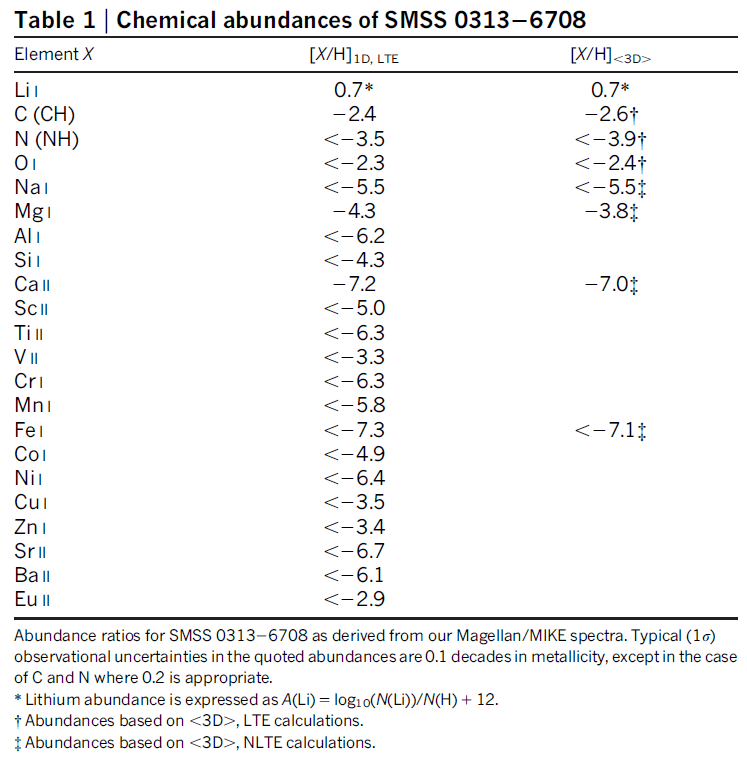 Table 1 | Chemical abundances of SMSS 0313−6708
Element X [X/H]1D, LTE [X/H]<3D>
Li I 0.7* 0.7*
C (CH) −2.4 −2.6†
N (NH) <−3.5 <−3.9†
O I <−2.3 <−2.4†
Na I <−5.5 <−5.5‡
Mg I −4.3 −3.8‡
Al I <−6.2
Si I <−4.3
Ca II −7.2 −7.0‡
Sc II <−5.0
Ti II <−6.3
V II <−3.3
Cr I <−6.3
Mn I <−5.8
Fe I <−7.3 <−7.1‡
Co I <−4.9
Ni I <−6.4
Cu I <−3.5
Zn I <−3.4
Sr II <−6.7
Ba II <−6.1
Eu II <−2.9
Abundance ratios for SMSS 0313−6708 as derived from our Magellan/MIKE spectra. Typical (1σ)
observational uncertainties in the quoted abundances are 0.1 decades in metallicity, except in the case
of C and N where 0.2 is appropriate.
* Lithium abundance is expressed as A(Li) = log10(N(Li))/N(H) + 12.
† Abundances based on <3D>, LTE calculations.
‡ Abundances based on <3D>, NLTE calculations.